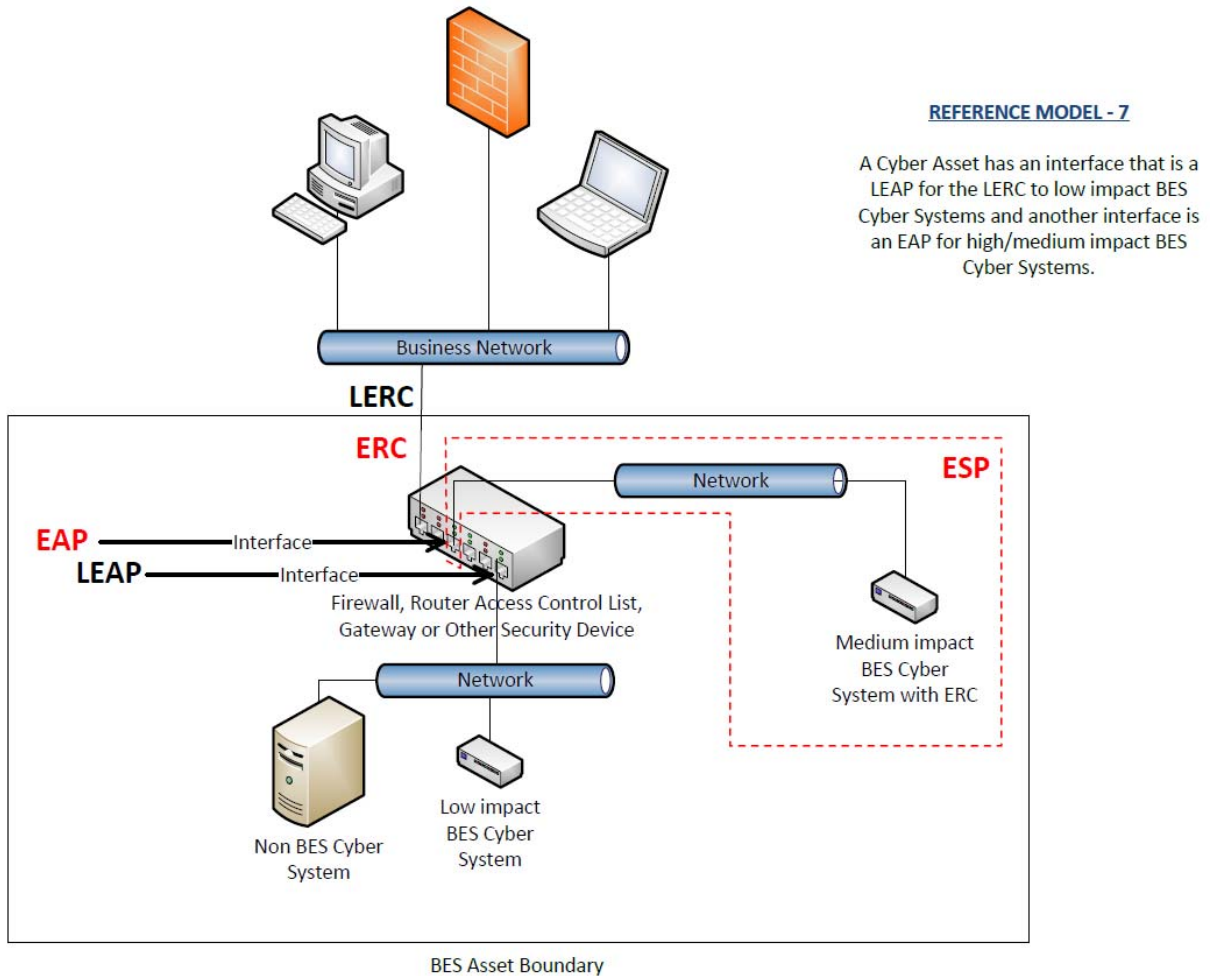 REFERENCE MODEL - 7
A Cyber Asset has an interface that is a
LEAP for the LERC to low impact BES
Cyber Systems and another interface is
an EAP for high/medium impact BES
Cyber Systems.
Business Network
LERC
ERC
ESP
Network
EAP
Interface
LEAP
Interface
Firewall, Router Access Control List,
Gateway or Other Security Device
Medium impact
BES Cyber
System with ERC
Network
Low impact
BES Cyber
System
Non BES Cyber
System
BES Asset Boundary